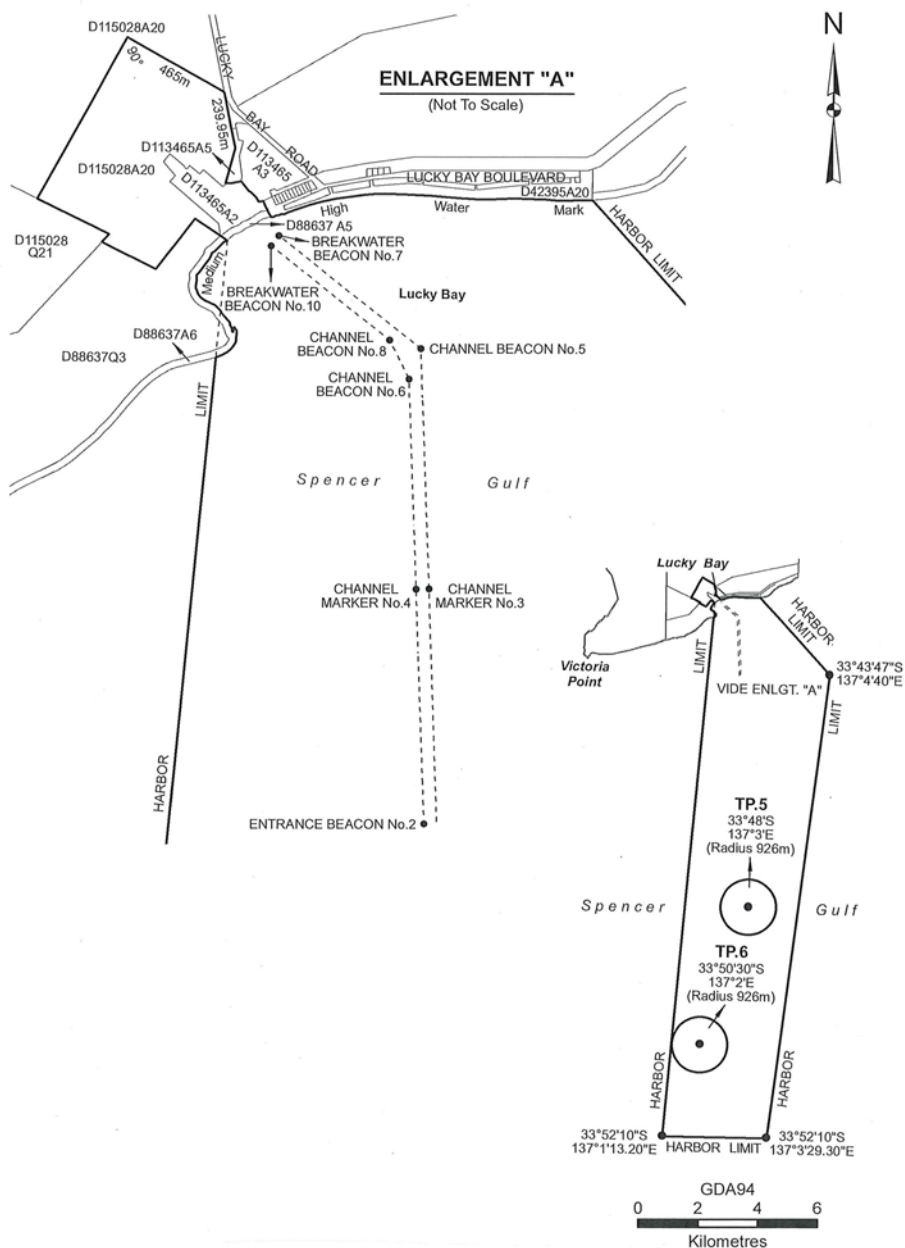 D115028A20
N
LUCKY
BAY
ROAD
90°
465m
239.95m
ENLARGEMENT "A"
(Not To Scale)
D113465A5
D113465
A3
D115028A20
D113465A2
LUCKY BAY BOULEVARD
D42395A20
High
Water
Mark
D88637 A5
BREAKWATER
BEACON No.7
HARBOR LIMIT
D115028
Q21
Medium
BREAKWATER
BEACON No.10
Lucky Bay
D88637A6
D88637Q3
CHANNEL
BEACON No.8
CHANNEL BEACON No.5
CHANNEL
BEACON No.6
LIMIT
Spencer
Gulf
CHANNEL
MARKER No.4
CHANNEL
MARKER No.3
HARBOR
ENTRANCE BEACON No.2
Lucky Bay
HARBOR
LIMIT
Victoria
Point
LIMIT
33°43'47"S
137°4'40"E
VIDE ENLGT. "A"
LIMIT
TP.5
33°48'S
137°3'E
(Radius 926m)
Spencer
Gulf
TP.6
33°50'30"S
137°2'E
(Radius 926m)
HARBOR
HARBOR
33°52'10"S
137°1'13.20"E
HARBOR LIMIT
33°52'10"S
137°3'29.30"E
GDA94
0 2 4 6
Kilometres